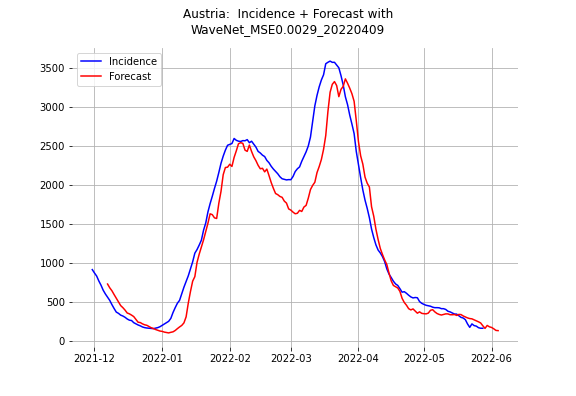 Austria:  Incidence + Forecast with
WaveNet_MSE0.0029_20220409
Incidence
Forecast
3500
3000
2500
2000
1500
1000
500
0
2021-12 2022-01 2022-02 2022-03 2022-04 2022-05 2022-06